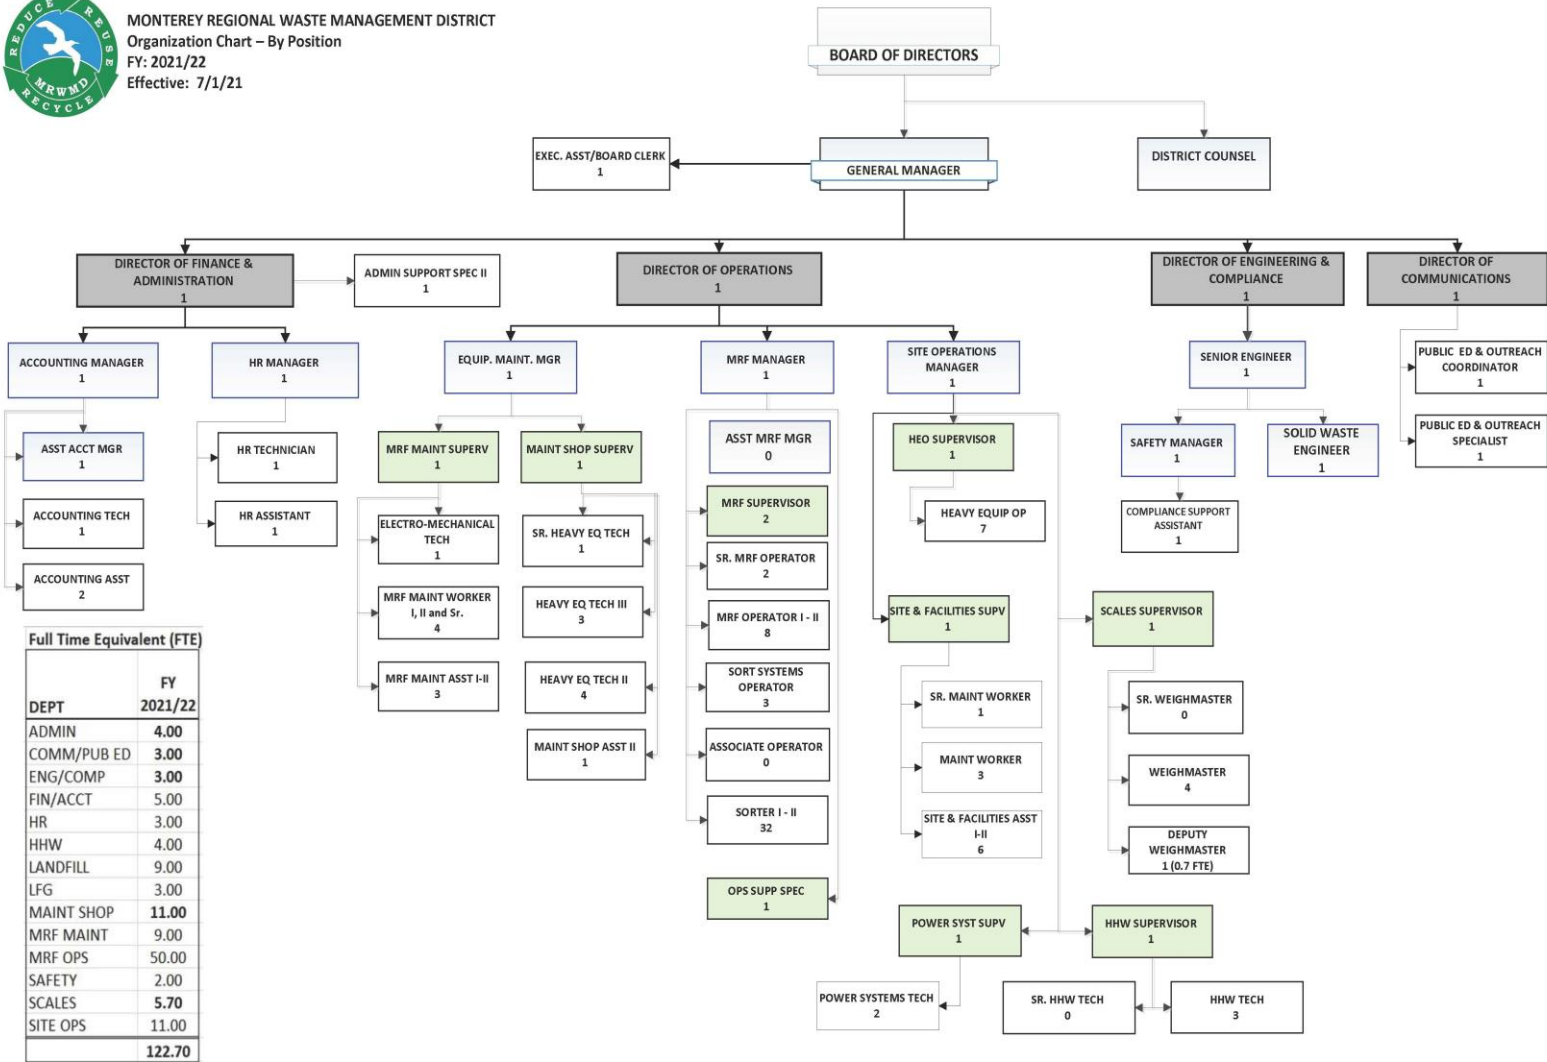 REDUCE REUSE
MRWMD
RECYCLE
MONTEREY REGIONAL WASTE MANAGEMENT DISTRICT
Organization Chart – By Position
FY: 2021/22
Effective: 7/1/21
BOARD OF DIRECTORS
EXEC. ASST/BOARD CLERK
1
GENERAL MANAGER
DISTRICT COUNSEL
DIRECTOR OF FINANCE &
ADMINISTRATION
1
ADMIN SUPPORT SPEC II
1
DIRECTOR OF OPERATIONS
1
DIRECTOR OF ENGINEERING &
COMPLIANCE
1
DIRECTOR OF
COMMUNICATIONS
1
ACCOUNTING MANAGER
1
HR MANAGER
1
EQUIP. MAINT. MGR
1
MRF MANAGER
1
SITE OPERATIONS
MANAGER
1
SENIOR ENGINEER
1
PUBLIC ED & OUTREACH
COORDINATOR
1
PUBLIC ED & OUTREACH
SPECIALIST
1
ASST ACCT MGR
1
ACCOUNTING TECH
1
ACCOUNTING ASST
2
HR TECHNICIAN
1
HR ASSISTANT
1
MRF MAINT SUPERV
1
ELECTRO-MECHANICAL
TECH
1
MRF MAINT WORKER
I, II and Sr.
4
MRF MAINT ASST I-II
3
MAINT SHOP SUPERV
1
SR. HEAVY EQ TECH
1
HEAVY EQ TECH III
3
HEAVY EQ TECH II
4
MAINT SHOP ASST II
1
ASST MRF MGR
0
MRF SUPERVISOR
2
SR. MRF OPERATOR
2
MRF OPERATOR I - II
8
SORT SYSTEMS
OPERATOR
3
ASSOCIATE OPERATOR
0
SORTER I - II
32
OPS SUPP SPEC
1
HEO SUPERVISOR
1
HEAVY EQUIP OP
7
SITE & FACILITIES SUPV
1
SR. MAINT WORKER
1
MAINT WORKER
3
SITE & FACILITIES ASST
I-II
6
SCALES SUPERVISOR
1
SR. WEIGHMASTER
0
WEIGHMASTER
4
DEPUTY
WEIGHMASTER
1 (0.7 FTE)
POWER SYST SUPV
1
POWER SYSTEMS TECH
2
HHW SUPERVISOR
1
SR. HHW TECH
0
HHW TECH
3
SAFETY MANAGER
1
SOLID WASTE
ENGINEER
1
COMPLIANCE SUPPORT
ASSISTANT
1
Full Time Equivalent (FTE)
FY
DEPT 2021/22
ADMIN 4.00
COMM/PUB ED 3.00
ENG/COMP 3.00
FIN/ACCT 5.00
HR 3.00
HHW 4.00
LANDFILL 9.00
LFG 3.00
MAINT SHOP 11.00
MRF MAINT 9.00
MRF OPS 50.00
SAFETY 2.00
SCALES 5.70
SITE OPS 11.00
122.70